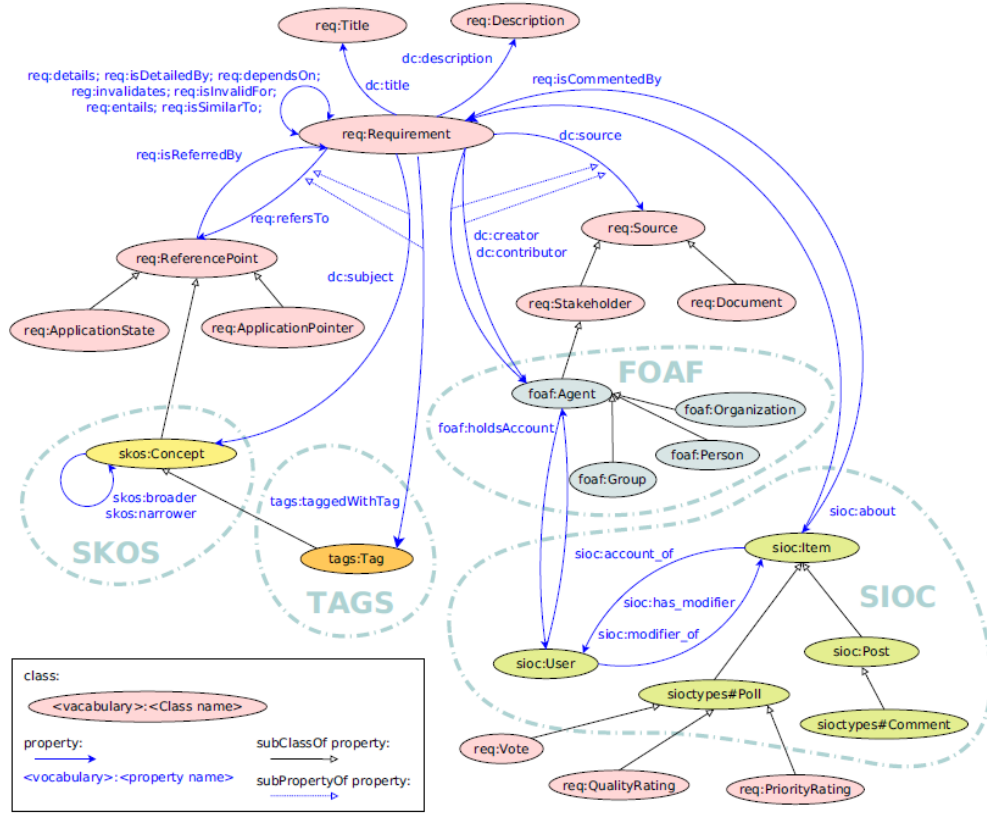 req:Title
req:Description
dc:description
req:details; req:isDetailedBy; req:dependsOn;
reg:invalidates; req:isInvalidFor;
req:entails; req:isSimilarTo;
dc:title
req:isCommentedBy
req:Requirement
dc:source
req:isReferredBy
req:refersTo
req:Source
dc:creator
dc:contributor
req:ReferencePoint
dc:subject
req:Stakeholder
req:Document
req:ApplicationState
req:ApplicationPointer
FOAF
foaf:Agent
foaf:Organization
foaf:holdsAccount
foaf:Person
foaf:Group
skos:Concept
skos:broader
skos:narrower
tags:taggedWithTag
sioc:about
SKOS
tags:Tag
TAGS
sioc:account_of
sioc:Item
SIOC
sioc:has_modifier
sioc:modifier_of
sioc:User
sioc:Post
sioctypes#Poll
sioctypes#Comment
req:Vote
req:QualityRating
req:PriorityRating
class:
<vacabulary>:<Class name>
property:
<vocabulary>:<property name>
subClassOf property:
subPropertyOf property: